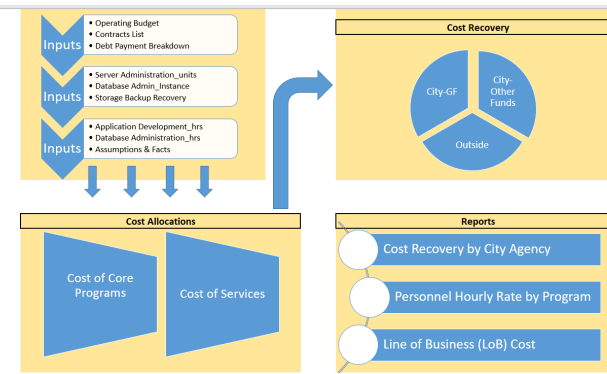 Inputs
• Operating Budget
• Contracts List
• Debt Payment Breakdown
Inputs
• Server Administration_units
• Database Admin_Instance
• Storage Backup Recovery
Inputs
• Application Development_hrs
• Database Administration_hrs
• Assumptions & Facts
Cost Recovery
City-GF
City-
Other
Funds
Outside
Cost Allocations
Cost of Core
Programs
Cost of Services
Reports
Cost Recovery by City Agency
Personnel Hourly Rate by Program
Line of Business (LoB) Cost